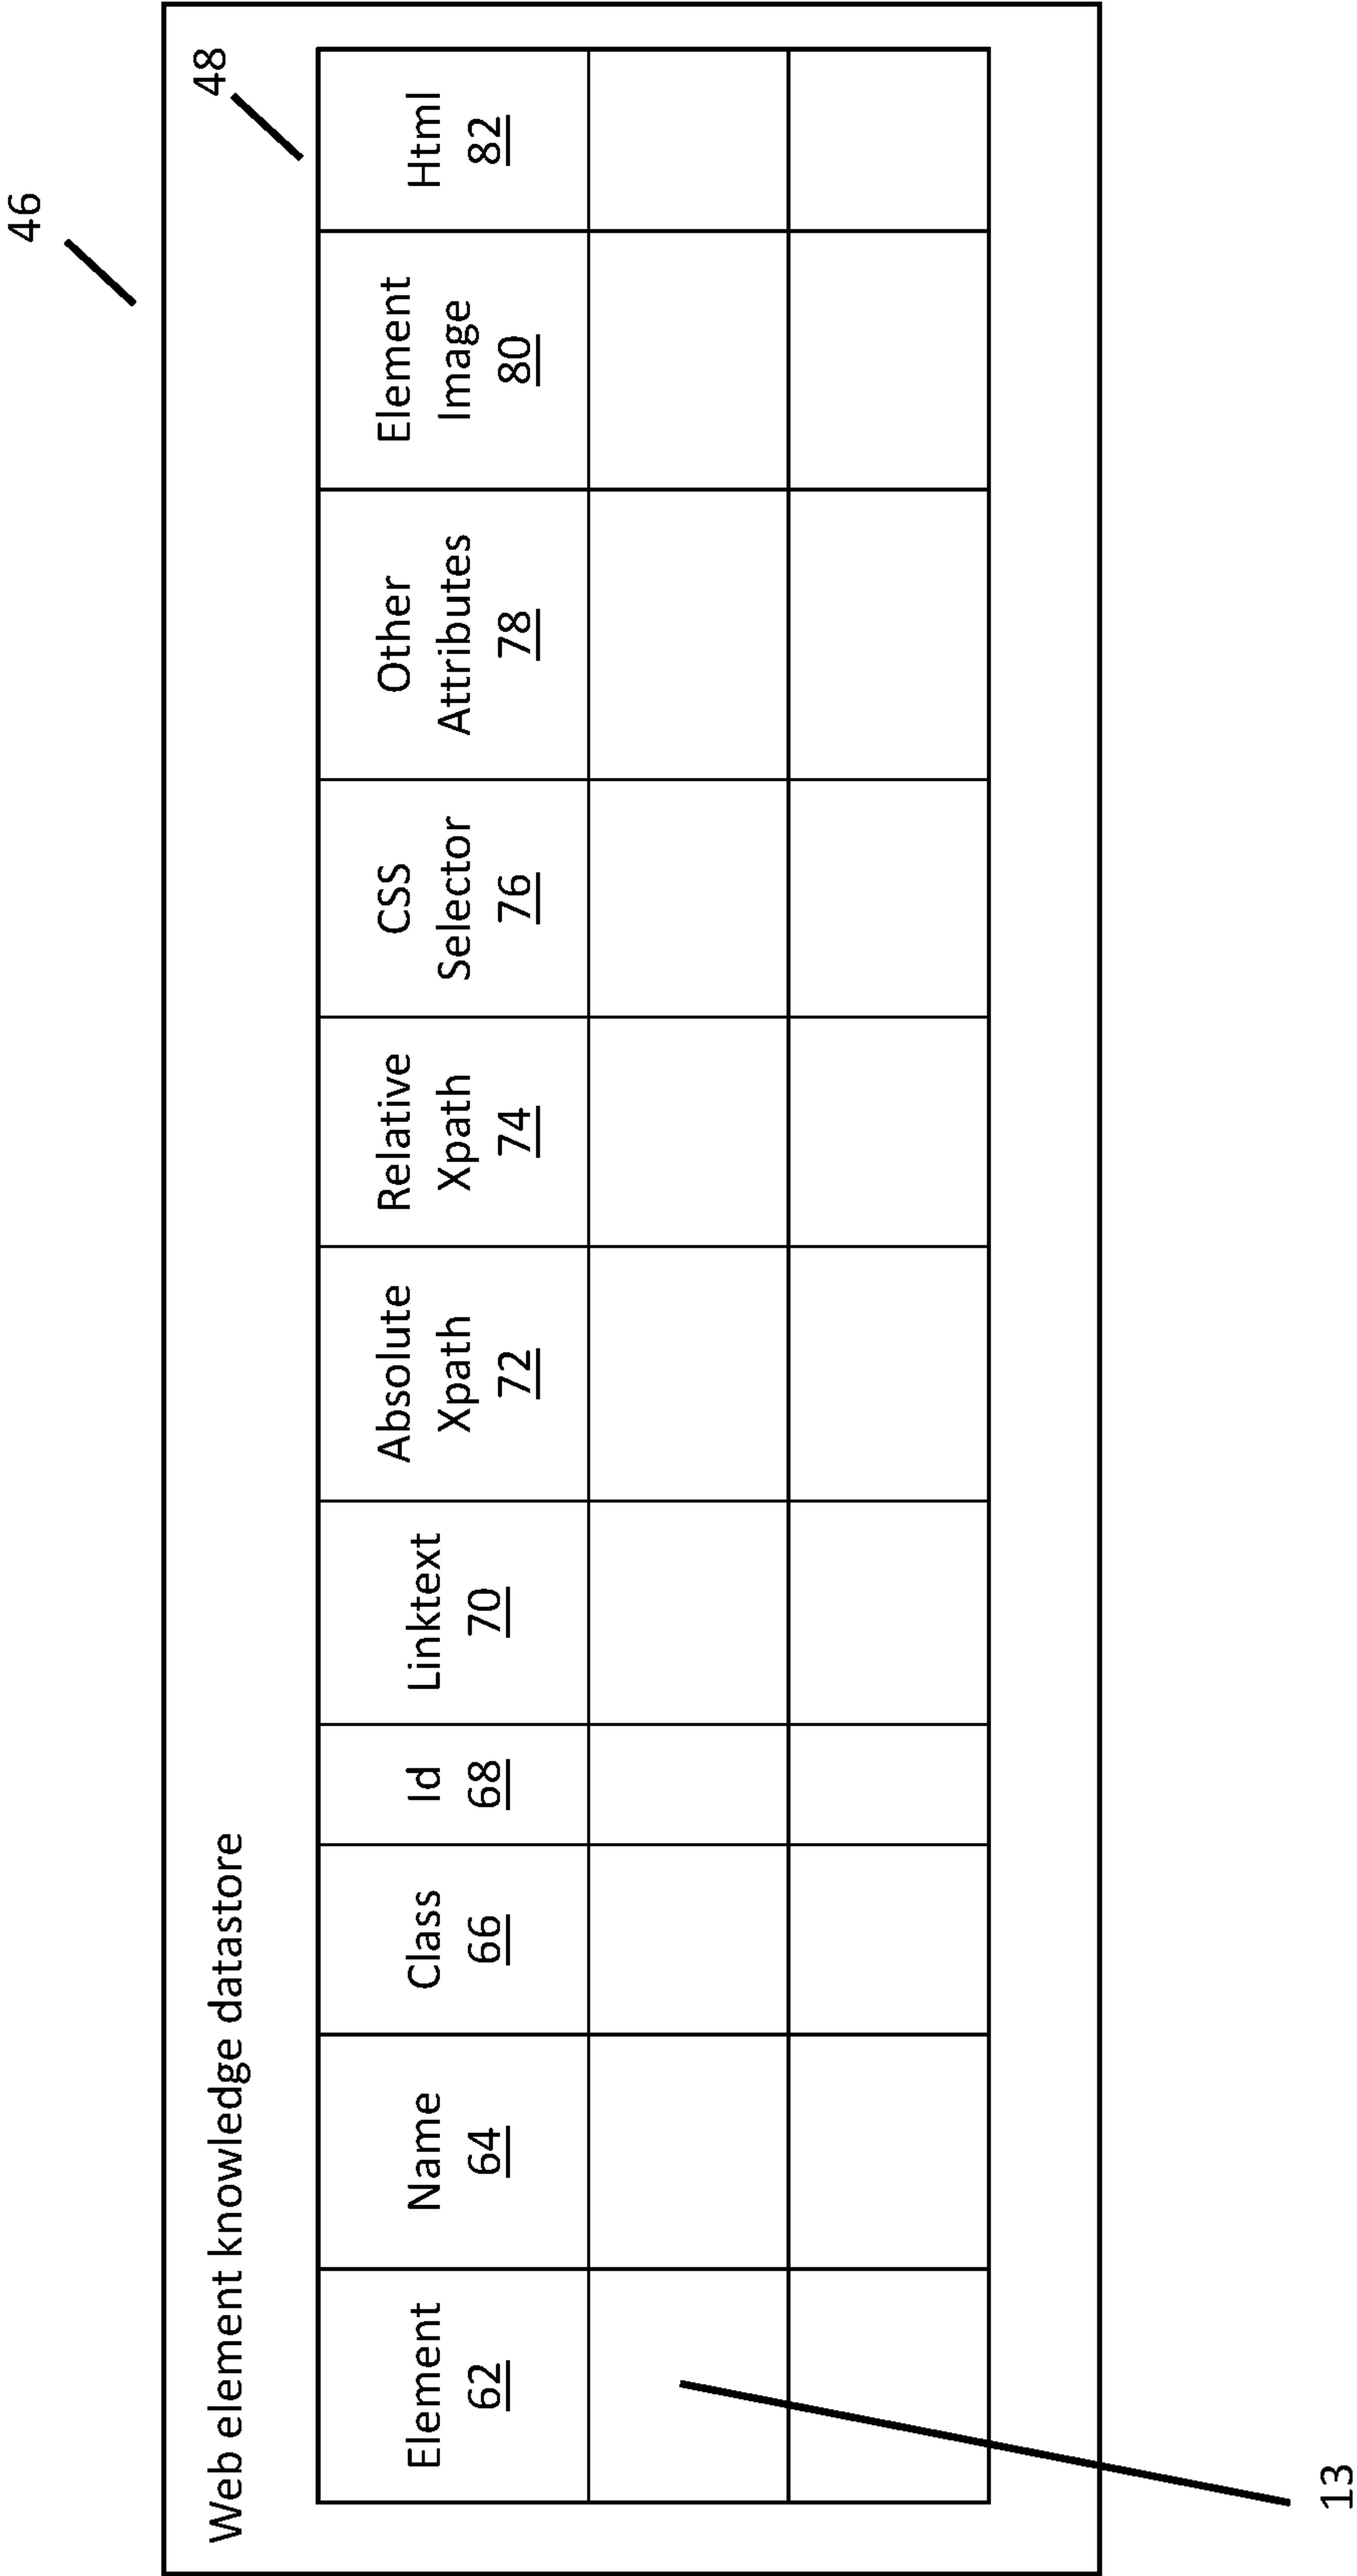 46
Web element knowledge datastore
48
Element
62
Name
64
Class
66
Id
68
Linktext
70
Absolute
Xpath
72
Relative
Xpath
74
CSS
Selector
76
Other
Attributes
78
Element
Image
80
Html
82
13